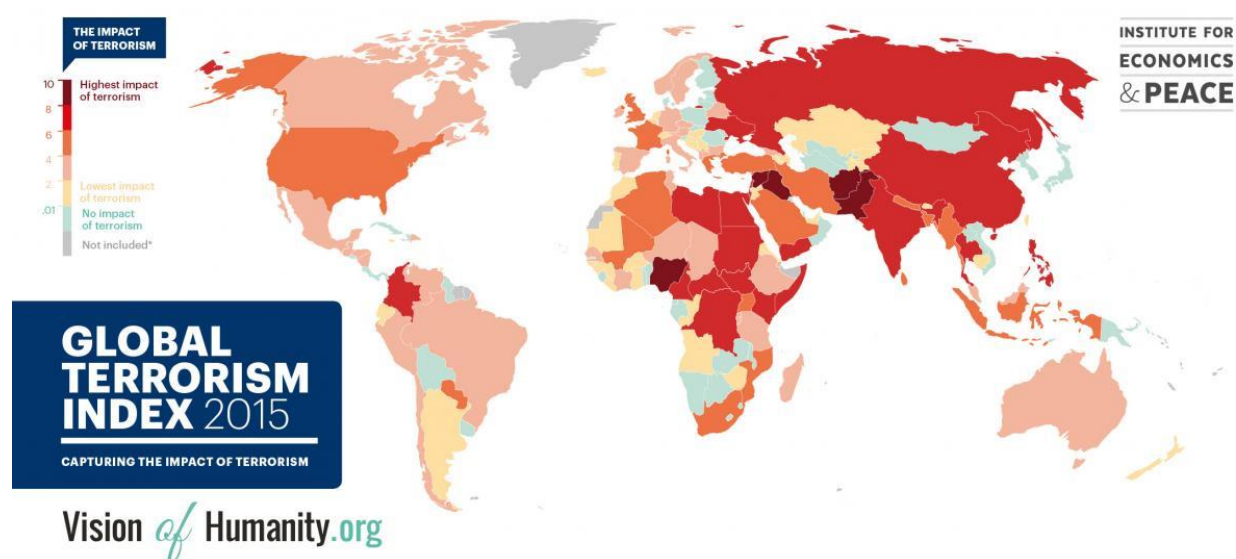 THE IMPACT
OF TERRORISM
10
Highest impact
of terrorism
8
6
4
2
Lowest impact
of terrorism
.01
No impact
of terrorism
Not included*
INSTITUTE FOR
ECONOMICS
& PEACE
GLOBAL
TERRORISM
INDEX 2015
CAPTURING THE IMPACT OF TERRORISM
Vision of Humanity.org